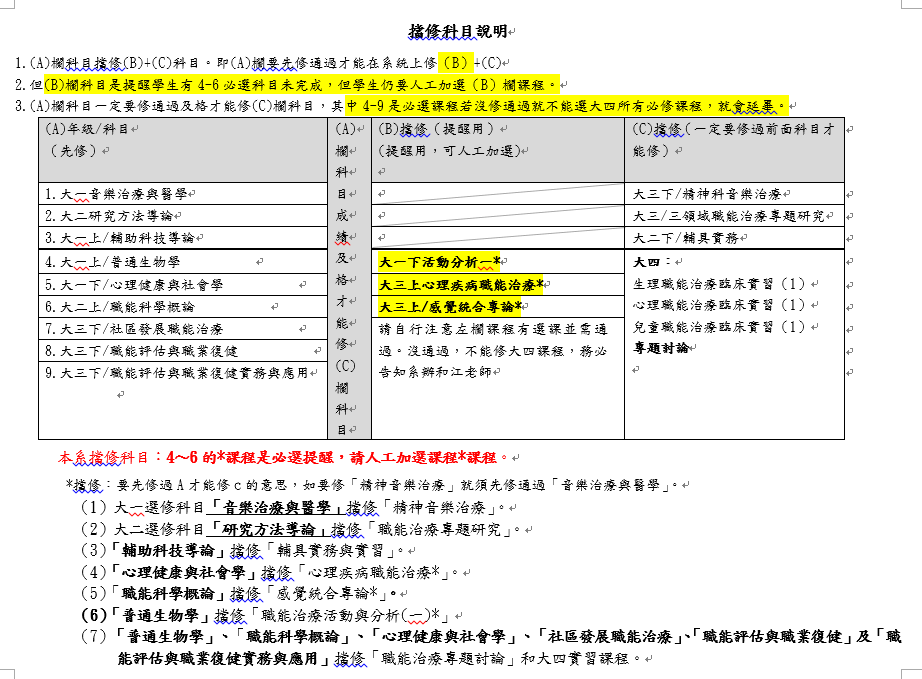 擋修科目說明
1.(A)欄科目擋修(B)+(C)科目。即(A)欄要先修通過才能在系統上修（B）+(C)
2.但(B)欄科目是提醒學生有 4-6 必選科目未完成，但學生仍要人工加選（B）欄課程。
3.(A)欄科目一定要修通過及格才能修(C)欄科目，其中 4-9 是必選課程若沒修通過就不能選大四所有必修課程，就會延畢。
(A)年級/科目
（先修）
(A)欄科目成績及格才能修(C)欄科目
(B)擋修（提醒用）
(提醒用，可人工加選)
(C)擋修（一定要修過前面科目才能修）
1.大一音樂治療與醫學
大三下/精神科音樂治療
2.大二研究方法導論
大三/三領域職能治療專題研究
3.大一上/輔助科技導論
大二下/輔具實務
4.大一上/普通生物學
大一下活動分析一*
大四：
5.大一下/心理健康與社會學
大三上心理疾病職能治療*
生理職能治療臨床實習（1）
6.大二上/職能科學概論
大三上/感覺統合專論*
心理職能治療臨床實習（1）
7.大三下/社區發展職能治療
請自行注意左欄課程有選課並需通過。沒通過，不能修大四課程，務必告知系辦和江老師
兒童職能治療臨床實習（1）
8.大三下/職能評估與職業復健
專題討論
9.大三下/職能評估與職業復健實務與應用
本系擋修科目：4～6 的*課程是必選提醒，請人工加選課程*課程。
*擋修：要先修過 A 才能修 c 的意思，如要修「精神音樂治療」就須先修通過「音樂治療與醫學」。
（1）大一選修科目「音樂治療與醫學」擋修「精神音樂治療」。
（2）大二選修科目「研究方法導論」擋修「職能治療專題研究」。
（3）「輔助科技導論」擋修「輔具實務與實習」。
（4）「心理健康與社會學」擋修「心理疾病職能治療*」。
（5）「職能科學概論」擋修「感覺統合專論*」。
（6）「普通生物學」擋修「職能治療活動與分析(一)*」
（7）「普通生物學」、「職能科學概論」、「心理健康與社會學」、「社區發展職能治療」、「職能評估與職業復健」及「職
能評估與職業復健實務與應用」擋修「職能治療專題討論」和大四實習課程。